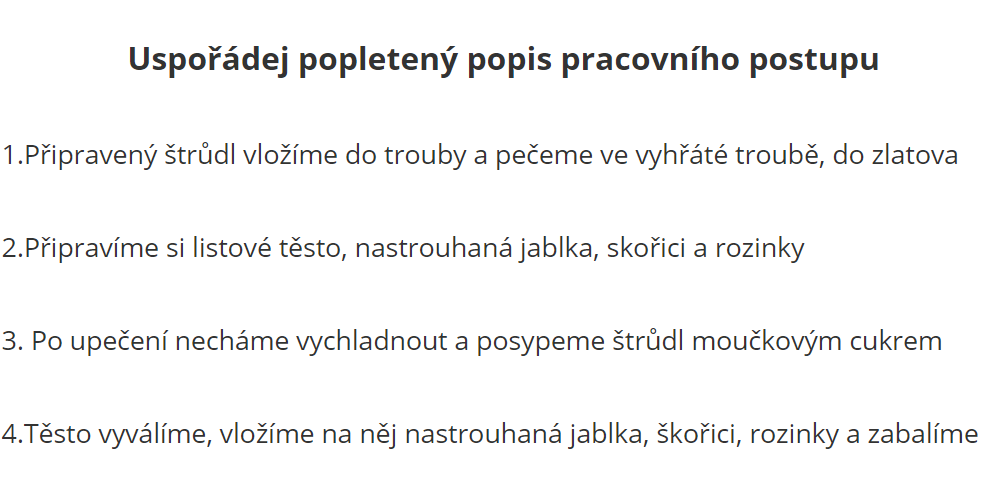 Uspořádej popletený popis pracovního postupu
1.Připravený štrůdl vložíme do trouby a pečeme ve vyhřáté troubě, do zlatova
2.Připravíme si listové těsto, nastrouhaná jablka, skořici a rozinky
3. Po upečení necháme vychladnout a posypeme štrůdl moučkovým cukrem
4.Těsto vyválíme, vložíme na něj nastrouhaná jablka, škořici, rozinky a zabalíme